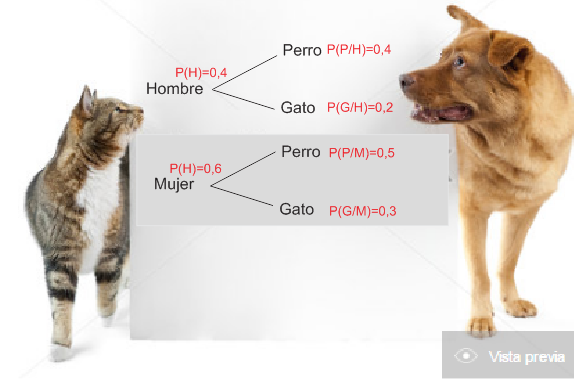 Perro P(P/H)=0,4
P(H)=0,4
Hombre
Gato P(G/H)=0,2
Perro P(P/M)=0,5
P(H)=0,6
Mujer
Gato P(G/M)=0,3
Vista previa